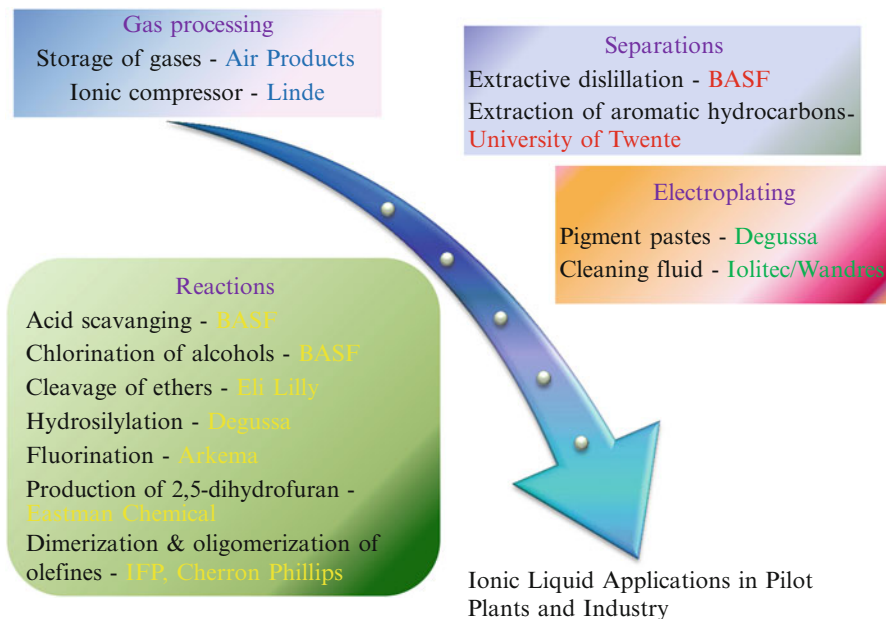 Gas processing
Storage of gases - Air Products
Ionic compressor - Linde
Separations
Extractive dislillation - BASF
Extraction of aromatic hydrocarbons-
University of Twente
Electroplating
Pigment pastes - Degussa
Cleaning fluid - Iolitec/Wandres
Reactions
Acid scavanging - BASF
Chlorination of alcohols - BASF
Cleavage of ethers - Eli Lilly
Hydrosilylation - Degussa
Fluorination - Arkema
Production of 2,5-dihydrofuran -
Eastman Chemical
Dimerization & oligomerization of
olefines - IFP, Cherron Phillips
Ionic Liquid Applications in Pilot
Plants and Industry